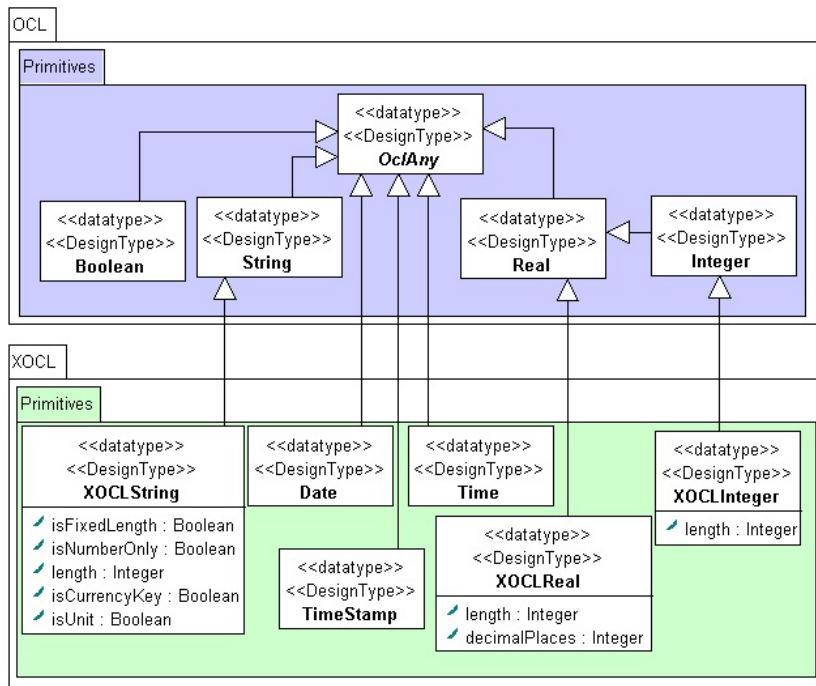 OCL
Primitives
<<datatype>>
<<DesignType>>
OclAny
<<datatype>>
<<DesignType>>
Boolean
<<datatype>>
<<DesignType>>
String
<<datatype>>
<<DesignType>>
Real
<<datatype>>
<<DesignType>>
Integer
XOCL
Primitives
<<datatype>>
<<DesignType>>
XOCLString
isFixedLength : Boolean
isNumberOnly : Boolean
length : Integer
isCurrencyKey : Boolean
isUnit : Boolean
<<datatype>>
<<DesignType>>
Date
<<datatype>>
<<DesignType>>
Time
<<datatype>>
<<DesignType>>
XOCLInteger
length : Integer
<<datatype>>
<<DesignType>>
TimeStamp
<<datatype>>
<<DesignType>>
XOCLReal
length : Integer
decimalPlaces : Integer